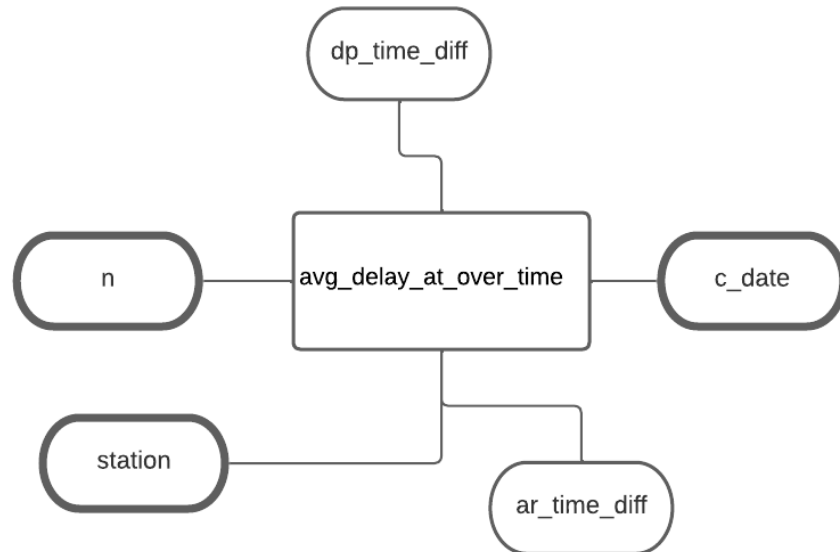 dp_time_diff
n
avg_delay_at_over_time
c_date
station
ar_time_diff